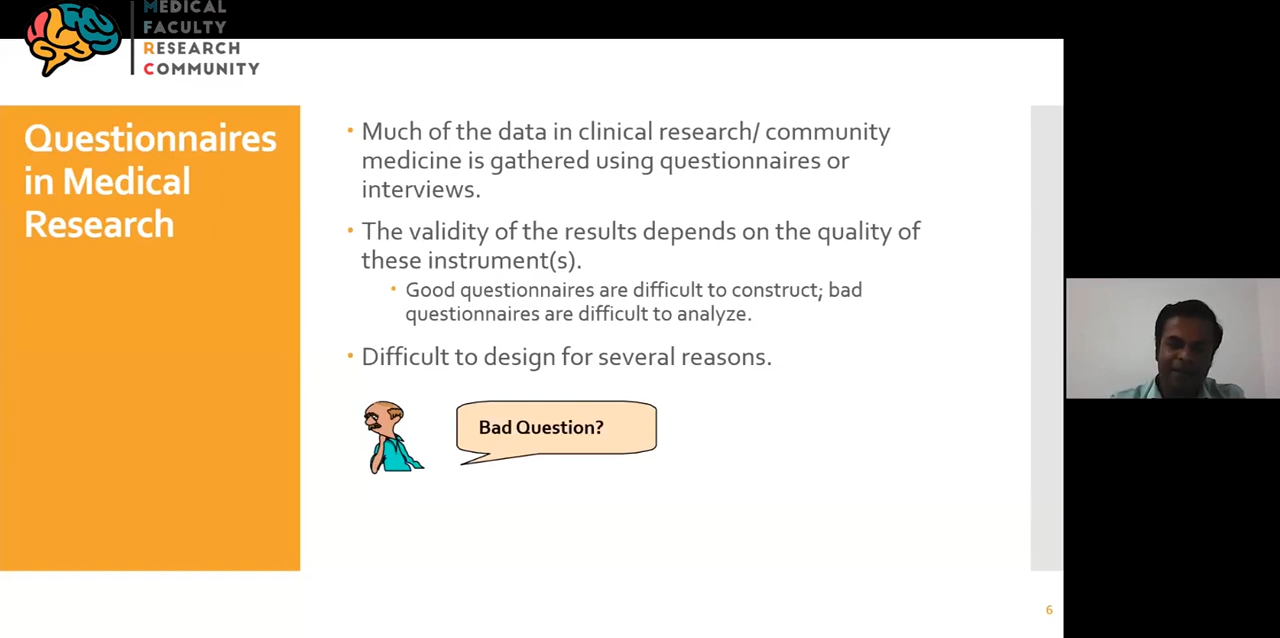 MEDICAL
FACULTY
RESEARCH
COMMUNITY
Questionnaires
in Medical
Research
• Much of the data in clinical research/ community
medicine is gathered using questionnaires or
interviews.
• The validity of the results depends on the quality of
these instrument(s).
• Good questionnaires are difficult to construct; bad
questionnaires are difficult to analyze.
• Difficult to design for several reasons.
Bad Question?
6